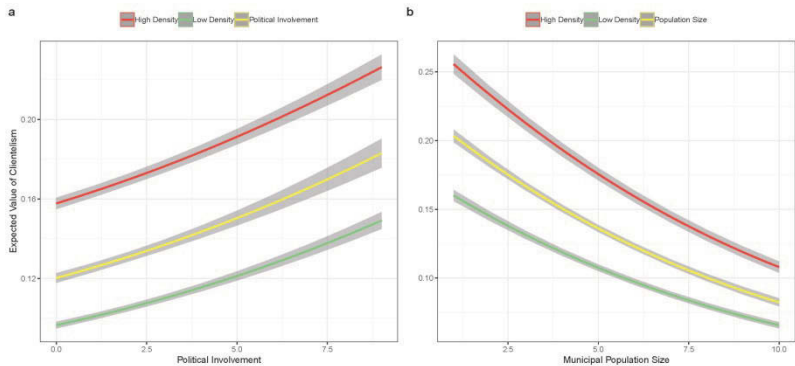 a
High Density Low Density Political Involvement
Expected Value of Clientelism
0.20
0.16
0.12
0.0 2.5 5.0 7.5
Political Involvement
b
High Density Low Density Population Size
0.25
0.20
0.15
0.10
2.5 5.0 7.5 10.0
Municipal Population Size